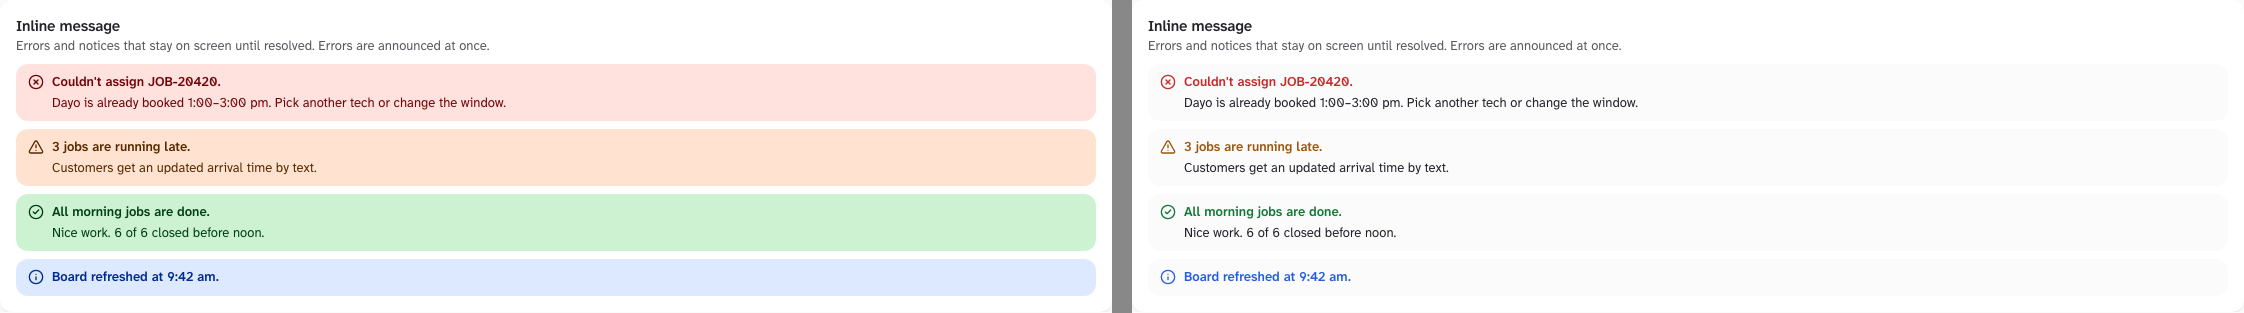 Inline message
Errors and notices that stay on screen until resolved. Errors are announced at once.
Couldn't assign JOB-20420.
Dayo is already booked 1:00–3:00 pm. Pick another tech or change the window.
3 jobs are running late.
Customers get an updated arrival time by text.
All morning jobs are done.
Nice work. 6 of 6 closed before noon.
Board refreshed at 9:42 am.
Inline message
Errors and notices that stay on screen until resolved. Errors are announced at once.
Couldn't assign JOB-20420.
Dayo is already booked 1:00–3:00 pm. Pick another tech or change the window.
3 jobs are running late.
Customers get an updated arrival time by text.
All morning jobs are done.
Nice work. 6 of 6 closed before noon.
Board refreshed at 9:42 am.